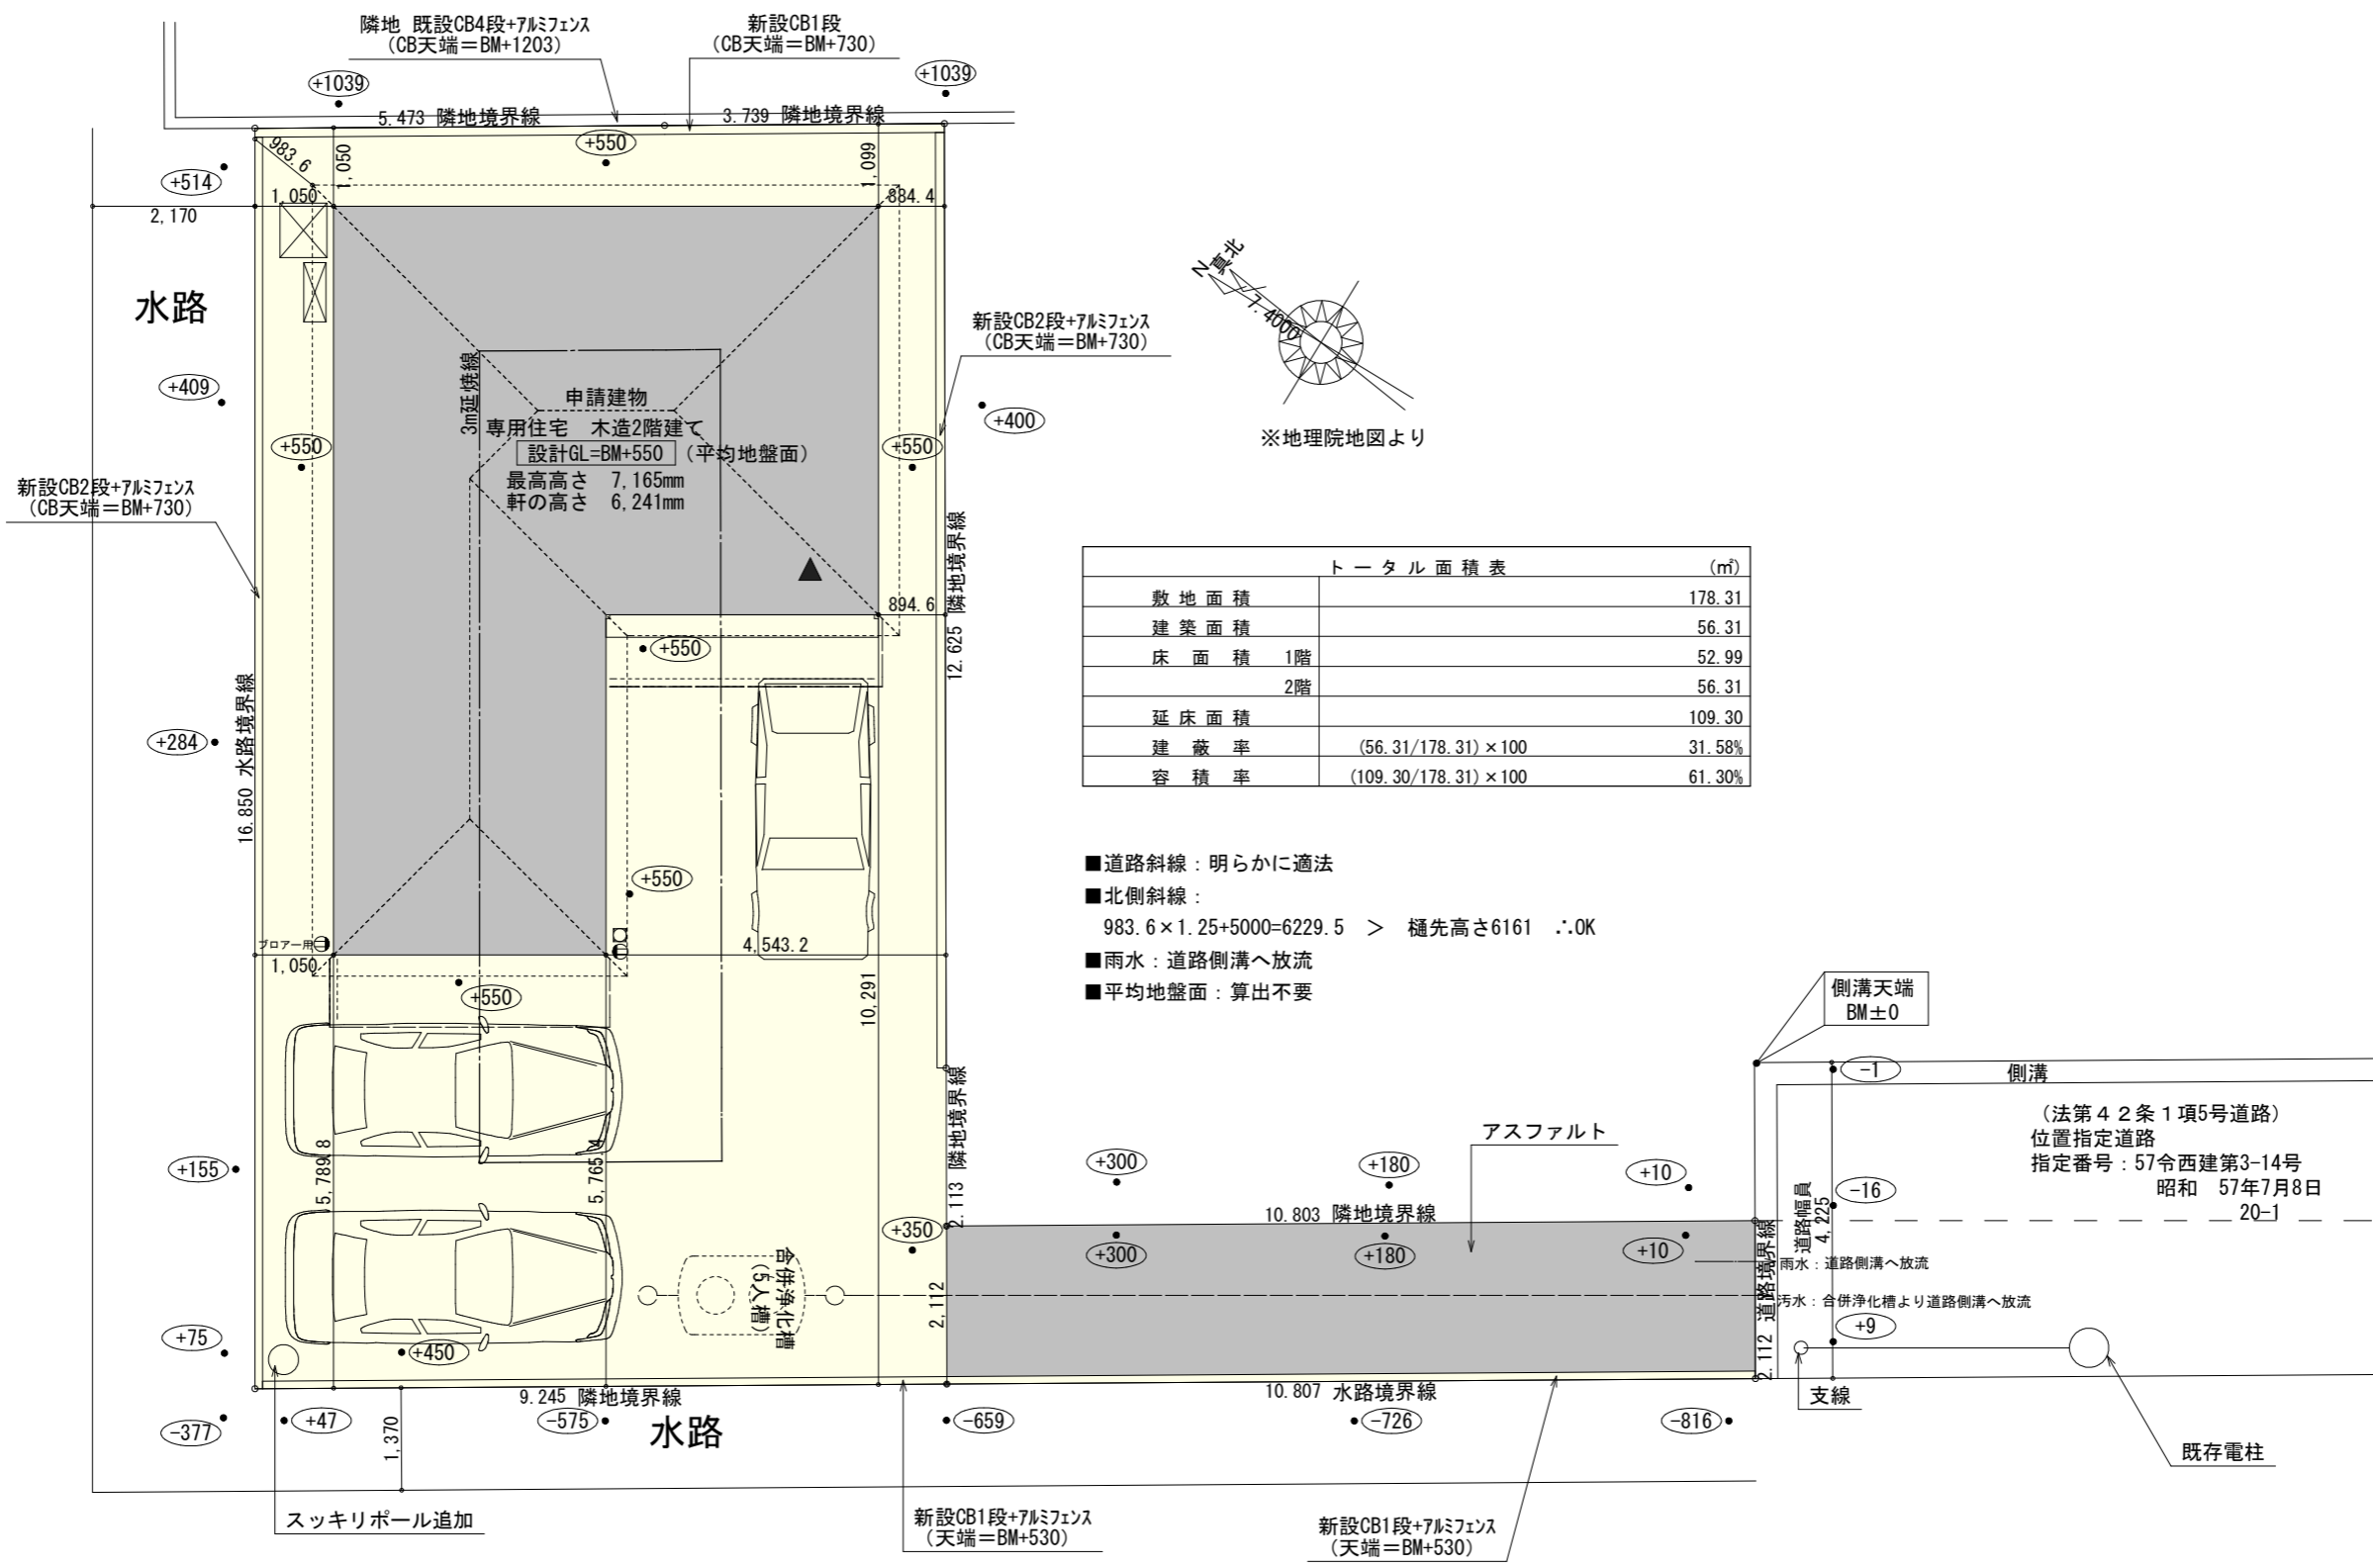 隣地 既設CB4段+アルミフェンス
(CB天端=BM+1203)
新設CB1段
(CB天端=BM+730)
+1039
+1039
5.473 隣地境界線
3.739 隣地境界線
+550
983.6
1,050
1,099
+514
1,050
884.4
2,170
水路
N
真北
7.4000
※地理院地図より
新設CB2段+アルミフェンス
(CB天端=BM+730)
+409
+400
3m延焼線
申請建物
専用住宅 木造2階建て
設計GL=BM+550 (平均地盤面)
最高高さ 7,165mm
軒の高さ 6,241mm
+550
+550
新設CB2段+アルミフェンス
(CB天端=BM+730)
12.625 隣地境界線
894.6
+550
トータル面積表 (㎡)
敷地面積 178.31
建築面積 56.31
床面積 1階 52.99
2階 56.31
延床面積 109.30
建蔽率 (56.31/178.31)×100 31.58%
容積率 (109.30/178.31)×100 61.30%
+284
16.850 水路境界線
+550
■道路斜線:明らかに適法
■北側斜線:
983.6×1.25+5000=6229.5 > 樋先高さ6161 ∴OK
■雨水:道路側溝へ放流
■平均地盤面:算出不要
ブロアー用
1,050
4,543.2
+550
10,291
側溝天端
BM±0
-1
側溝
2.113 隣地境界線
(法第42条1項5号道路)
位置指定道路
指定番号:57令西建第3-14号
昭和 57年7月8日
20-1
アスファルト
+155
5,789.8
5,765.4
+300
+180
+10
-16
道路幅員
4,225
10.803 隣地境界線
+350
+300
+180
+10
雨水:道路側溝へ放流
合併浄化槽
(5人槽)
2,112
2.112 道路境界線
汚水:合併浄化槽より道路側溝へ放流
+75
+450
+9
9.245 隣地境界線
10.807 水路境界線
支線
-377
+47
1,370
-575
水路
-659
-726
-816
既存電柱
スッキリポール追加
新設CB1段+アルミフェンス
(天端=BM+530)
新設CB1段+アルミフェンス
(天端=BM+530)